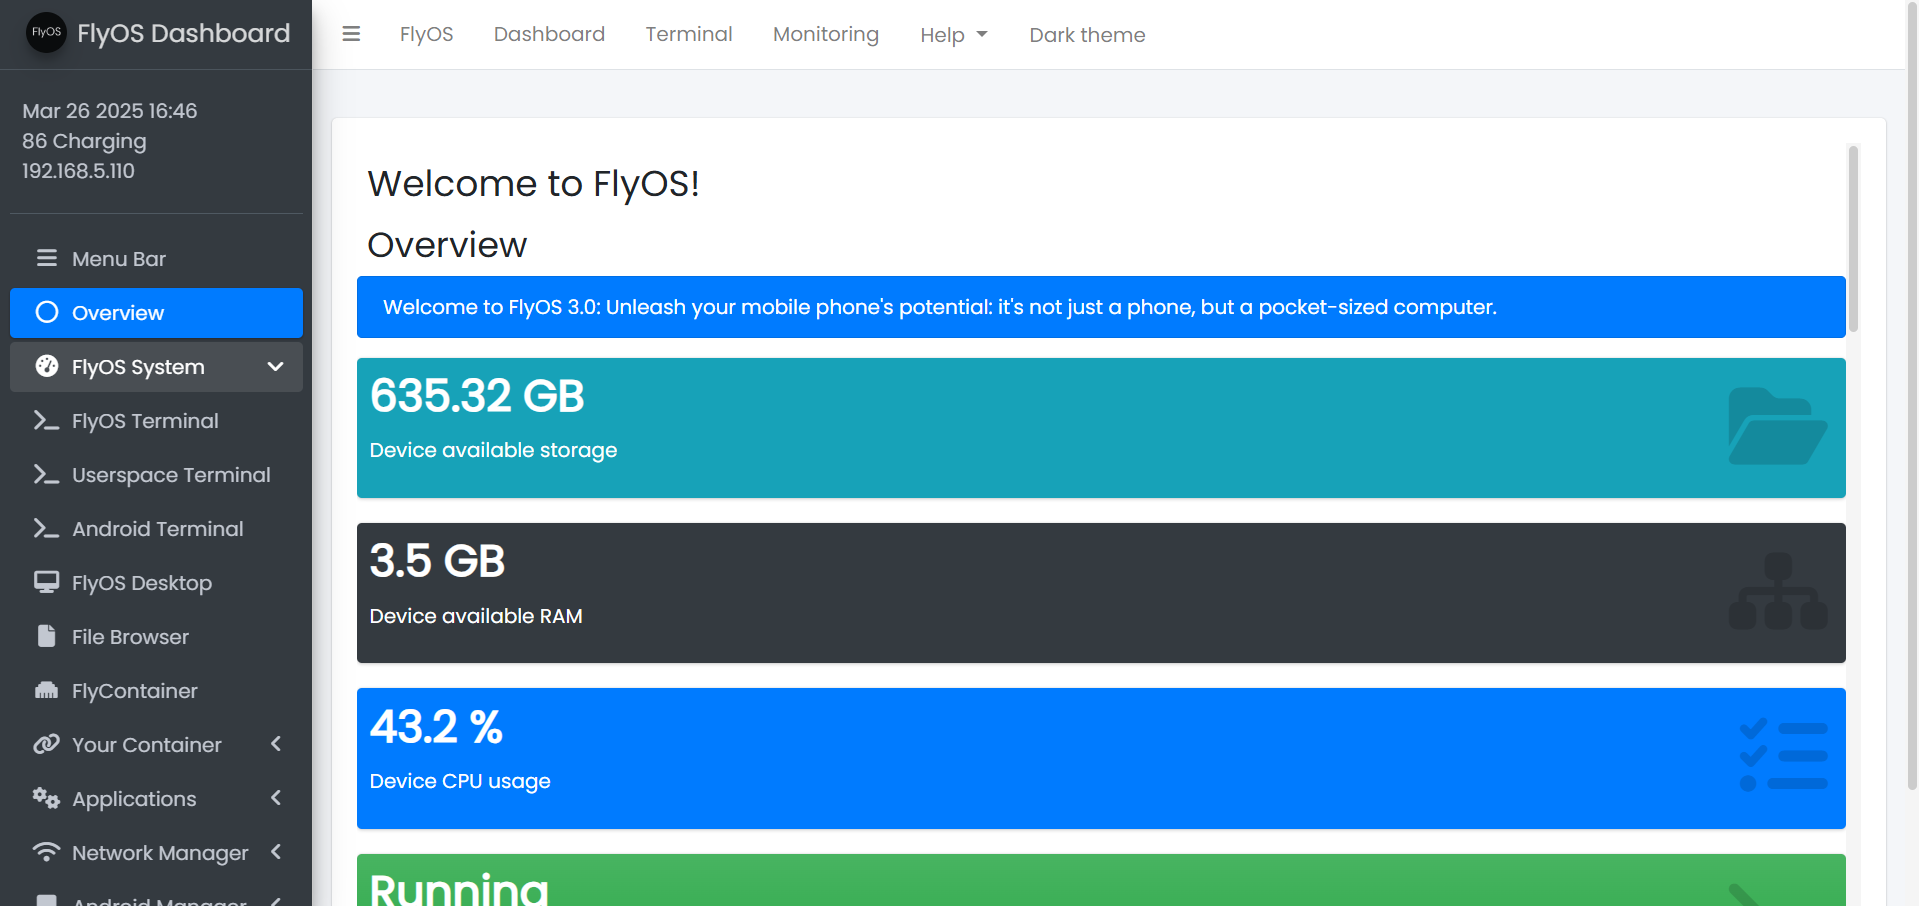 FlyOS FlyOS Dashboard
Mar 26 2025 16:46
86 Charging
192.168.5.110
Menu Bar
Overview
FlyOS System
FlyOS Terminal
Userspace Terminal
Android Terminal
FlyOS Desktop
File Browser
FlyContainer
Your Container
Applications
Network Manager
Android Manager
FlyOS Dashboard Terminal Monitoring Help Dark theme
Welcome to FlyOS!
Overview
Welcome to FlyOS 3.0: Unleash your mobile phone's potential: it's not just a phone, but a pocket-sized computer.
635.32 GB
Device available storage
3.5 GB
Device available RAM
43.2 %
Device CPU usage
Running